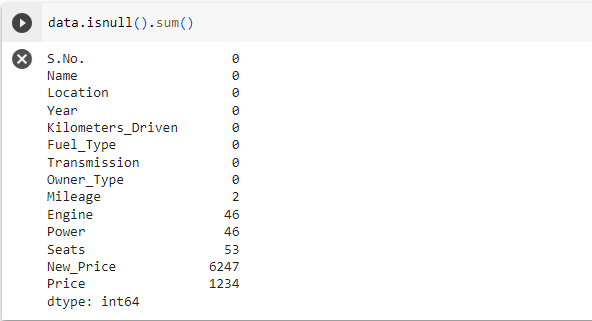 data.isnull().sum()
S.No. 0
Name 0
Location 0
Year 0
Kilometers_Driven 0
Fuel_Type 0
Transmission 0
Owner_Type 0
Mileage 2
Engine 46
Power 46
Seats 53
New_Price 6247
Price 1234
dtype: int64